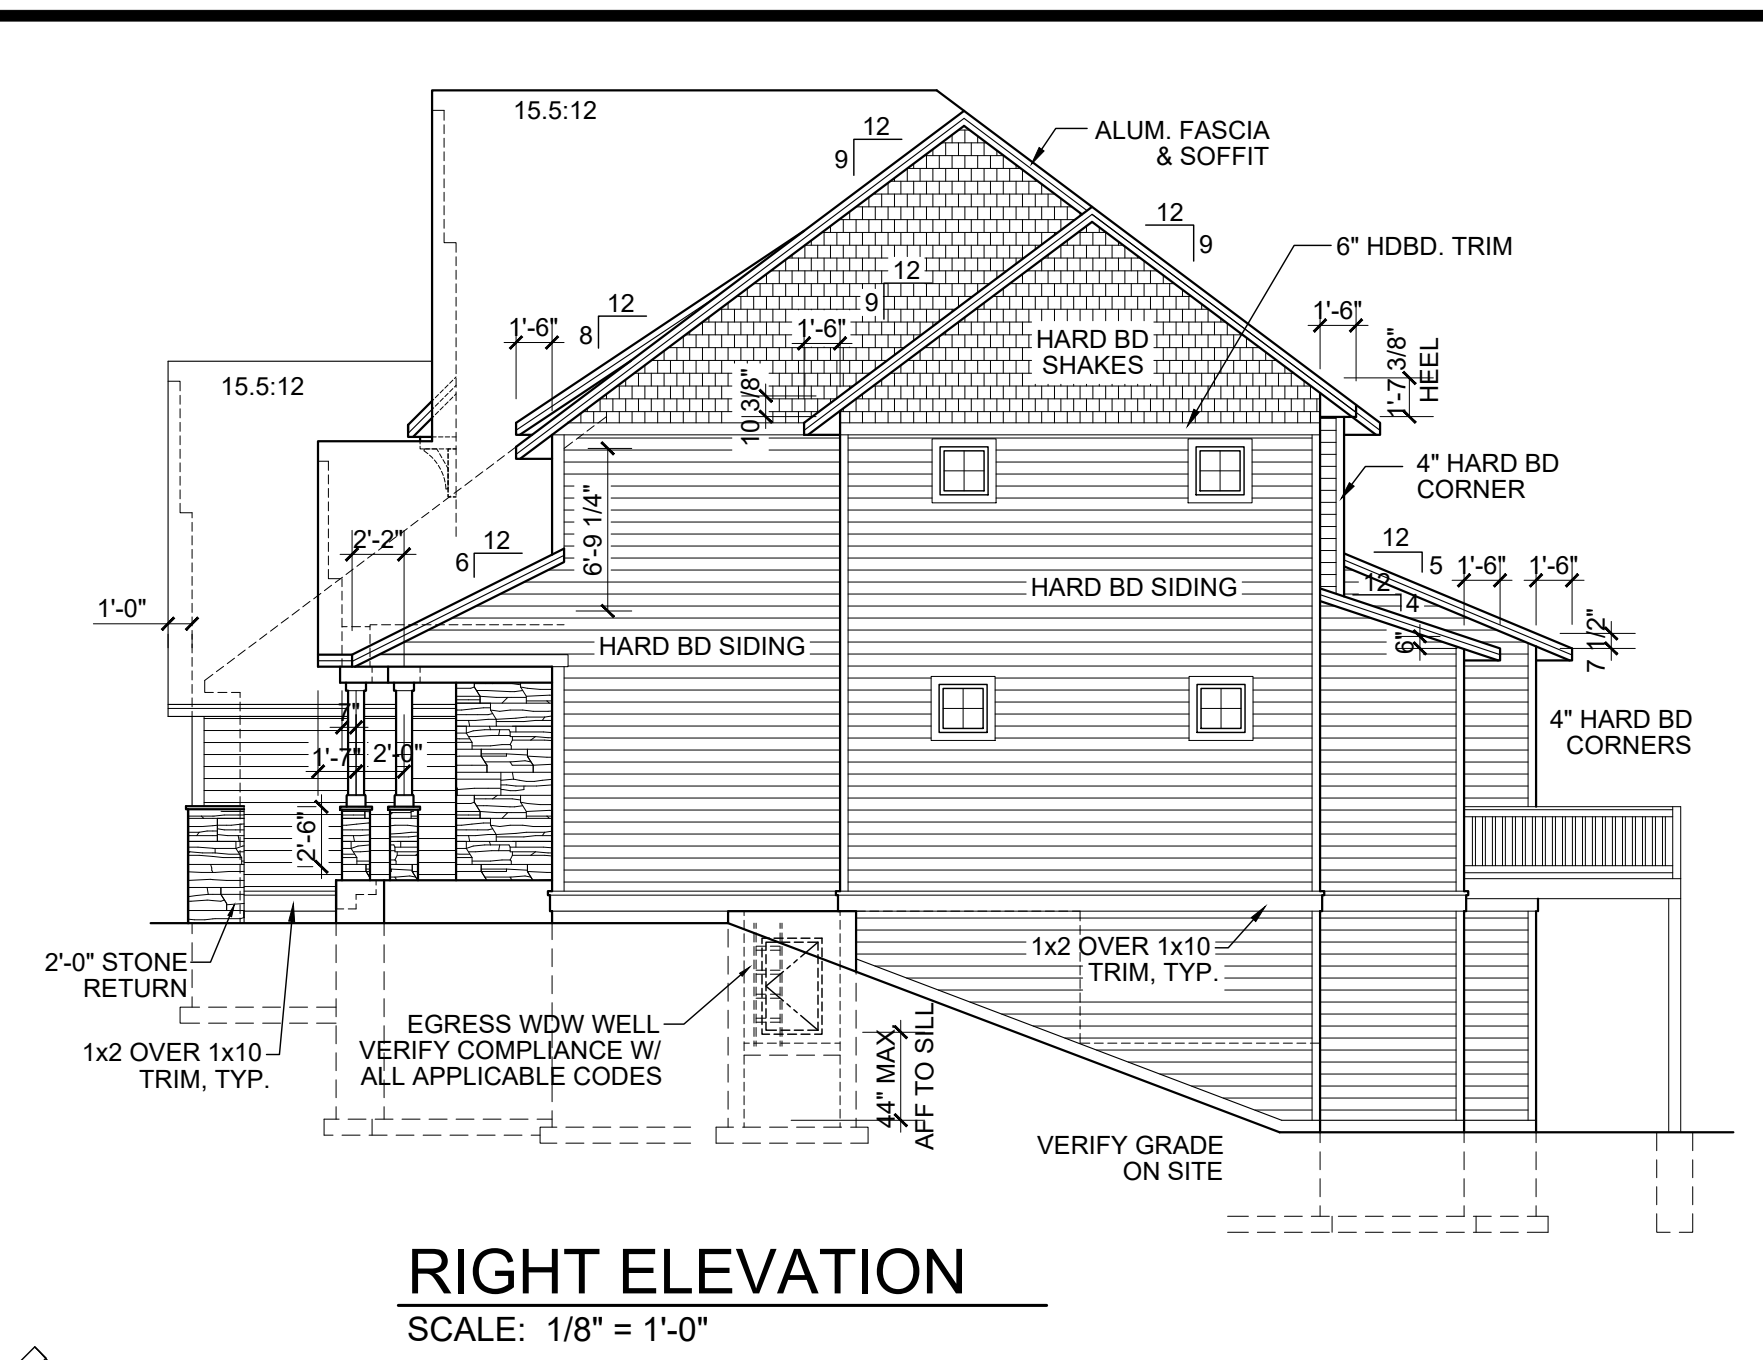 15.5:12
12
9
ALUM. FASCIA
& SOFFIT
12
9
6" HDBD. TRIM
12
9
12
8
1'-6"
1'-6"
1'-6"
HARD BD
SHAKES
1'-7 3/8"
HEEL
10 3/8"
15.5:12
4" HARD BD
CORNER
6'-9 1/4"
2'-2"
12
6
12
5
1'-6"
1'-6"
12
4
HARD BD SIDING
1'-0"
HARD BD SIDING
6"
7 1/2"
7"
4" HARD BD
CORNERS
1'-7"
2'-0"
2'-6"
2'-0" STONE
RETURN
1x2 OVER 1x10
TRIM, TYP.
1x2 OVER 1x10
TRIM, TYP.
EGRESS WDW WELL
VERIFY COMPLIANCE W/
ALL APPLICABLE CODES
44" MAX
AFF TO SILL
VERIFY GRADE
ON SITE
RIGHT ELEVATION
SCALE: 1/8" = 1'-0"